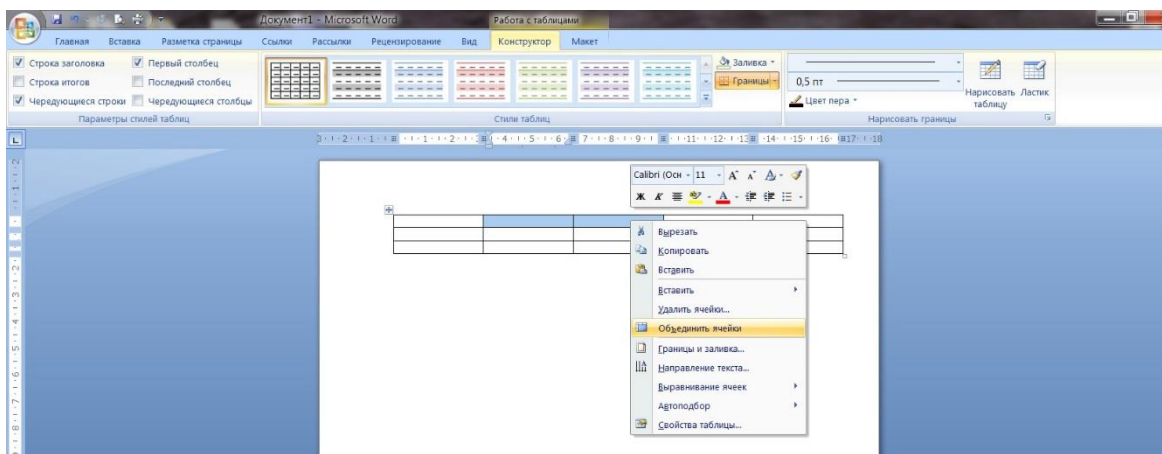 Документ1 - Microsoft Word
Работа с таблицами
Главная Вставка Разметка страницы Ссылки Рассылки Рецензирование Вид Конструктор Макет
Строка заголовка Первый столбец
Строка итогов Последний столбец
Чередующиеся строки Чередующиеся столбцы
Параметры стилей таблиц
Стили таблиц
Заливка
Границы
0,5 пт
Цвет пера
Нарисовать таблицу
Ластик
Нарисовать границы
Calibri (Осн 11
Ж К
Вырезать
Копировать
Вставить
Вставить
Удалить ячейки...
Объединить ячейки
Границы и заливка...
Направление текста...
Выравнивание ячеек
Автоподбор
Свойства таблицы...